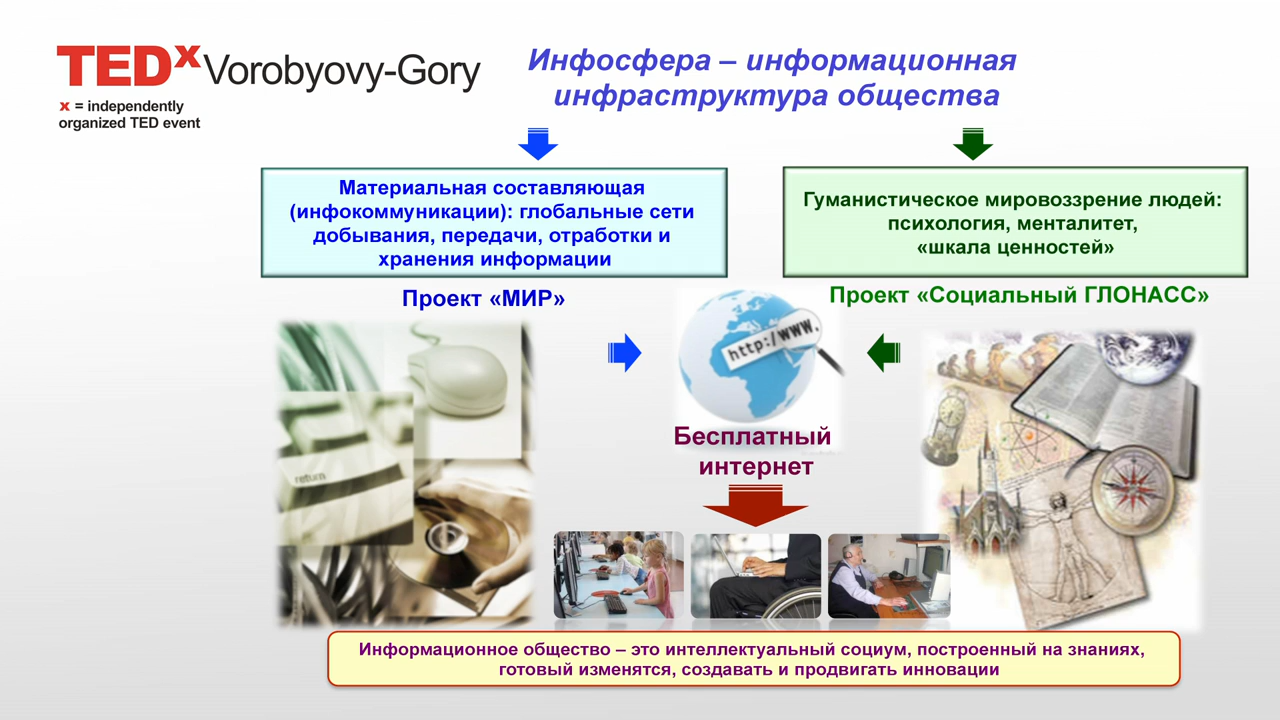 TEDxVorobyovy-Gory
x = independently
organized TED event
Инфосфера – информационная
инфраструктура общества
Материальная составляющая
(инфокоммуникации): глобальные сети
добывания, передачи, отработки и
хранения информации
Гуманистическое мировоззрение людей:
психология, менталитет,
«шкала ценностей»
Проект «МИР»
Проект «Социальный ГЛОНАСС»
http:/www.
return
Бесплатный
интернет
Информационное общество – это интеллектуальный социум, построенный на знаниях,
готовый изменятся, создавать и продвигать инновации